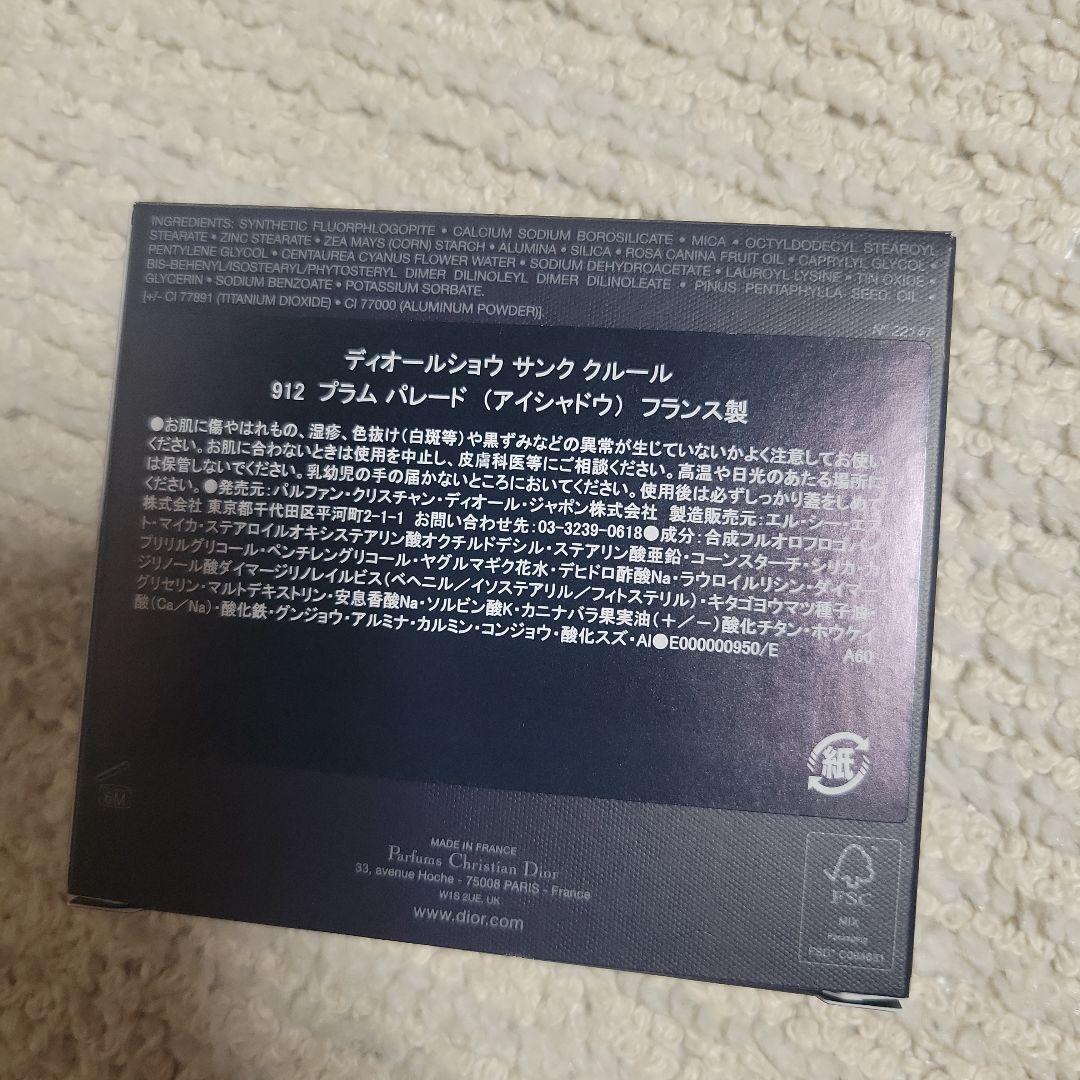 INGREDIENTS: SYNTHETIC FLUORPHLOGOPITE • CALCIUM SODIUM BOROSILICATE • MICA • OCTYLDODECYL STEAROYL
STEARATE • ZINC STEARATE • ZEA MAYS (CORN) STARCH • ALUMINA • SILICA • ROSA CANINA FRUIT OIL • CAPRYLYL GLYCOL •
PENTYLENE GLYCOL • CENTAUREA CYANUS FLOWER WATER • SODIUM DEHYDROACETATE • LAUROYL LYSINE • TIN OXIDE •
BIS-BEHENYL/ISOSTEARYL/PHYTOSTERYL DIMER DILINOLEYL DIMER DILINOLEATE • PINUS PENTAPHYLLA SEED OIL •
GLYCERIN • SODIUM BENZOATE • POTASSIUM SORBATE.
[+/- CI 77891 (TITANIUM DIOXIDE) • CI 77000 (ALUMINUM POWDER)].
N° 22147
ディオールショウ サンク クルール
912 プラム パレード （アイシャドウ） フランス製
●お肌に傷やはれもの、湿疹、色抜け（白斑等）や黒ずみなどの異常が生じていないかよく注意してお使い
ください。お肌に合わないときは使用を中止し、皮膚科医等にご相談ください。高温や日光のあたる場所に
は保管しないでください。乳幼児の手の届かないところにおいてください。使用後は必ずしっかり蓋をしめて
ください。●発売元：パルファン・クリスチャン・ディオール・ジャポン株式会社 製造販売元：エル・シー・エス
株式会社 東京都千代田区平河町2-1-1 お問い合わせ先：03-3239-0618●成分：合成フルオロフロゴパイ
ト・マイカ・ステアロイルオキシステアリン酸オクチルドデシル・ステアリン酸亜鉛・コーンスターチ・シリカ・カ
プリリルグリコール・ペンチレングリコール・ヤグルマギク花水・デヒドロ酢酸Na・ラウロイルリシン・ダイマー
ジリノール酸ダイマージリノレイルビス（ベヘニル／イソステアリル／フィトステリル）・キタゴヨウマツ種子油・
グリセリン・マルトデキストリン・安息香酸Na・ソルビン酸K・カニナバラ果実油（＋／－）酸化チタン・ホウケイ
酸（Ca／Na）・酸化鉄・グンジョウ・アルミナ・カルミン・コンジョウ・酸化スズ・Al●E000000950/E A60
紙
6M
MADE IN FRANCE
Parfums Christian Dior
33, avenue Hoche - 75008 PARIS - France
W1S 2UE, UK
www.dior.com
FSC
MIX
Packaging